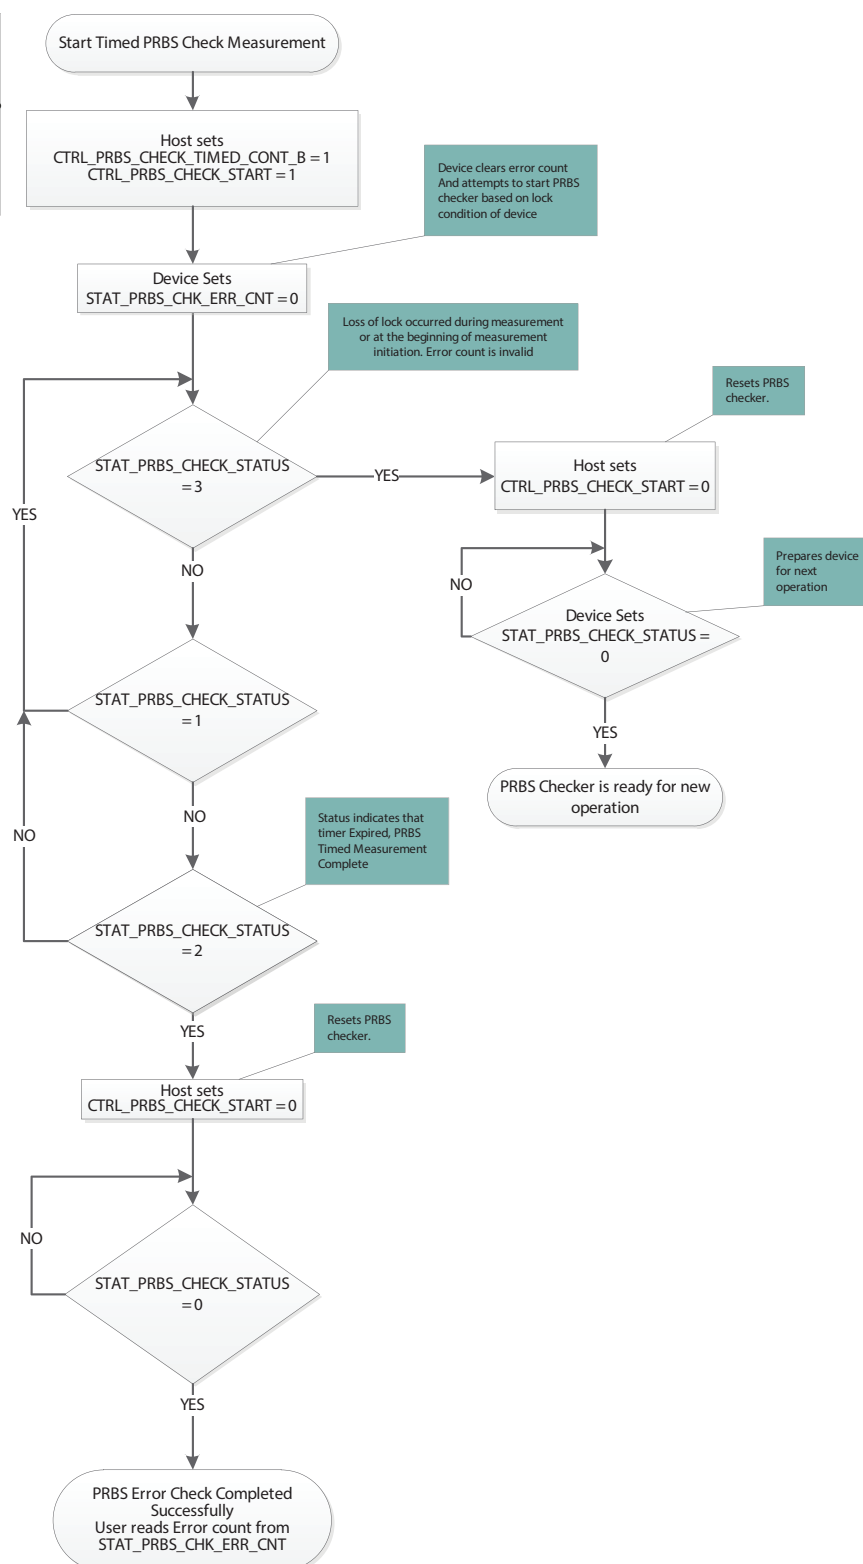 Start Timed PRBS Check Measurement
Host sets
CTRL_PRBS_CHECK_TIMED_CONT_B = 1
CTRL_PRBS_CHECK_START = 1
Device clears error count
And attempts to start PRBS
checker based on lock
condition of device
Device Sets
STAT_PRBS_CHK_ERR_CNT = 0
Loss of lock occurred during measurement
or at the beginning of measurement
initiation. Error count is invalid
Resets PRBS
checker.
STAT_PRBS_CHECK_STATUS
= 3
YES
Host sets
CTRL_PRBS_CHECK_START = 0
YES
NO
Prepares device
for next
operation
NO
Device Sets
STAT_PRBS_CHECK_STATUS =
0
STAT_PRBS_CHECK_STATUS
= 1
YES
PRBS Checker is ready for new
operation
NO
NO
Status indicates that
timer Expired, PRBS
Timed Measurement
Complete
STAT_PRBS_CHECK_STATUS
= 2
YES
Resets PRBS
checker.
Host sets
CTRL_PRBS_CHECK_START = 0
NO
STAT_PRBS_CHECK_STATUS
= 0
YES
PRBS Error Check Completed
Successfully
User reads Error count from
STAT_PRBS_CHK_ERR_CNT